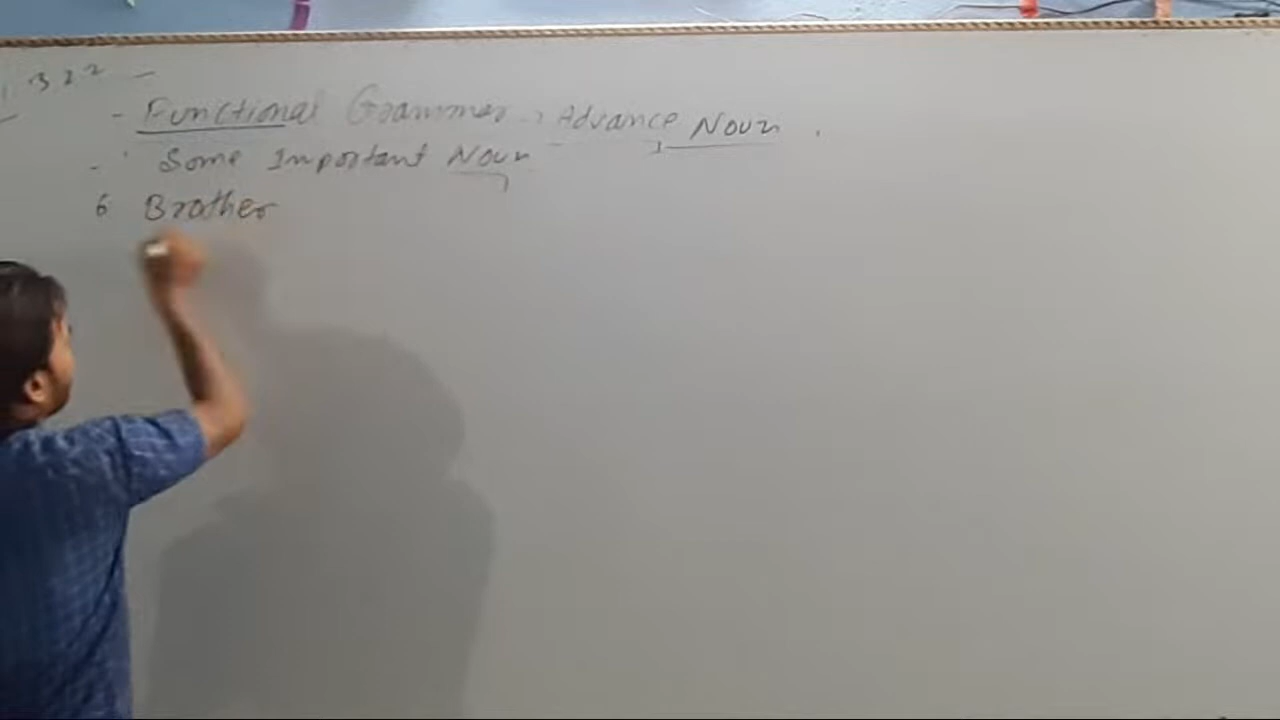 322 -
- Functional Grammer → Advance Noun.
- Some Important Noun
6 Brother